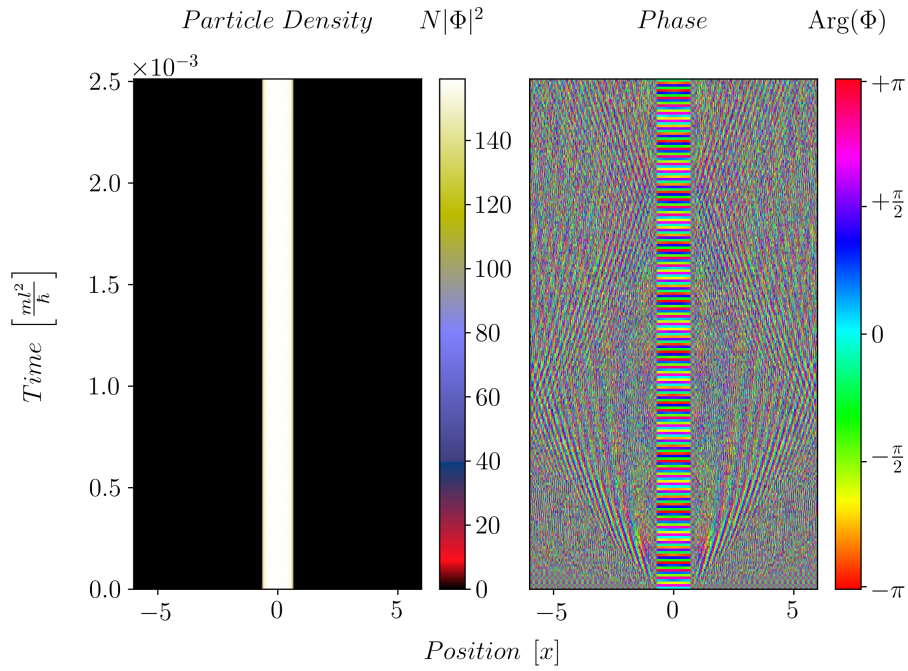 Particle Density
N|Φ|²
Phase
Arg(Φ)
×10⁻³
2.5
2.0
1.5
1.0
0.5
0.0
Time [ml²/ħ]
−5
0
5
140
120
100
80
60
40
20
0
−5
0
5
+π
+π/2
0
−π/2
−π
Position [x]